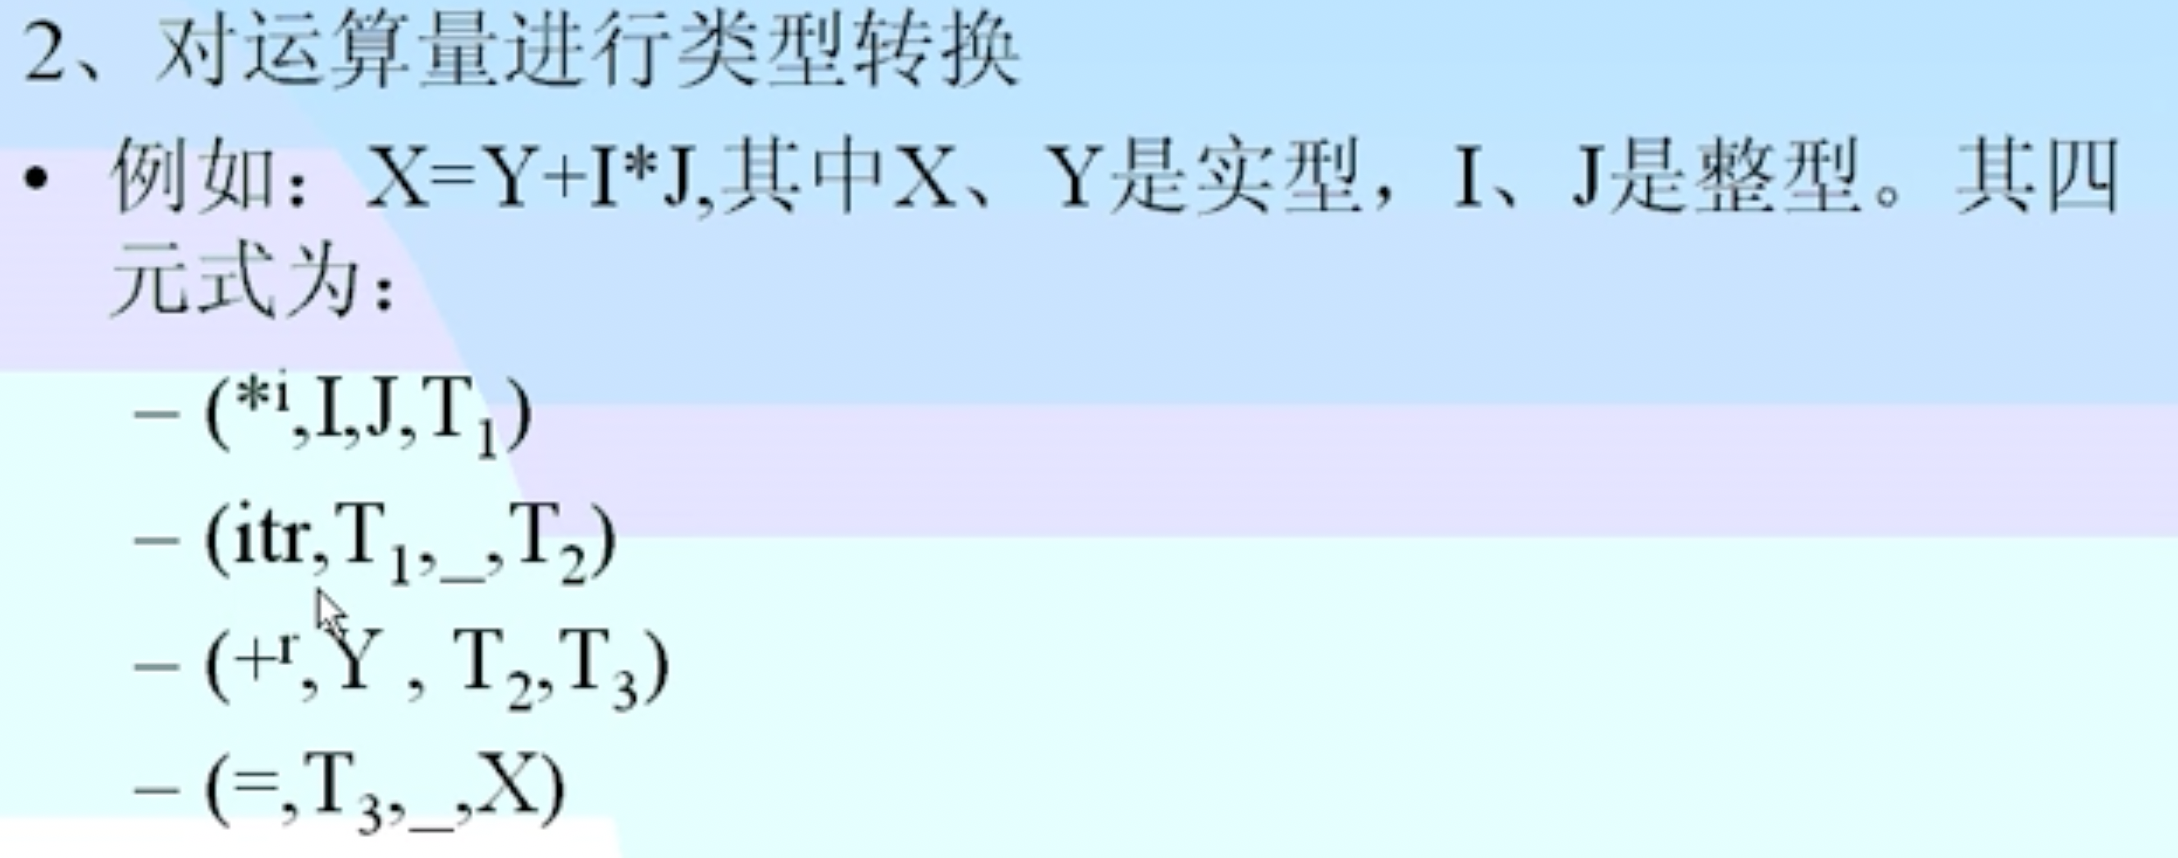 2、对运算量进行类型转换
• 例如：X=Y+I*J,其中X、Y是实型，I、J是整型。其四
元式为：
– (*ⁱ,I,J,T₁)
– (itr,T₁,_,T₂)
– (+ʳ,Y , T₂,T₃)
– (=,T₃,_,X)